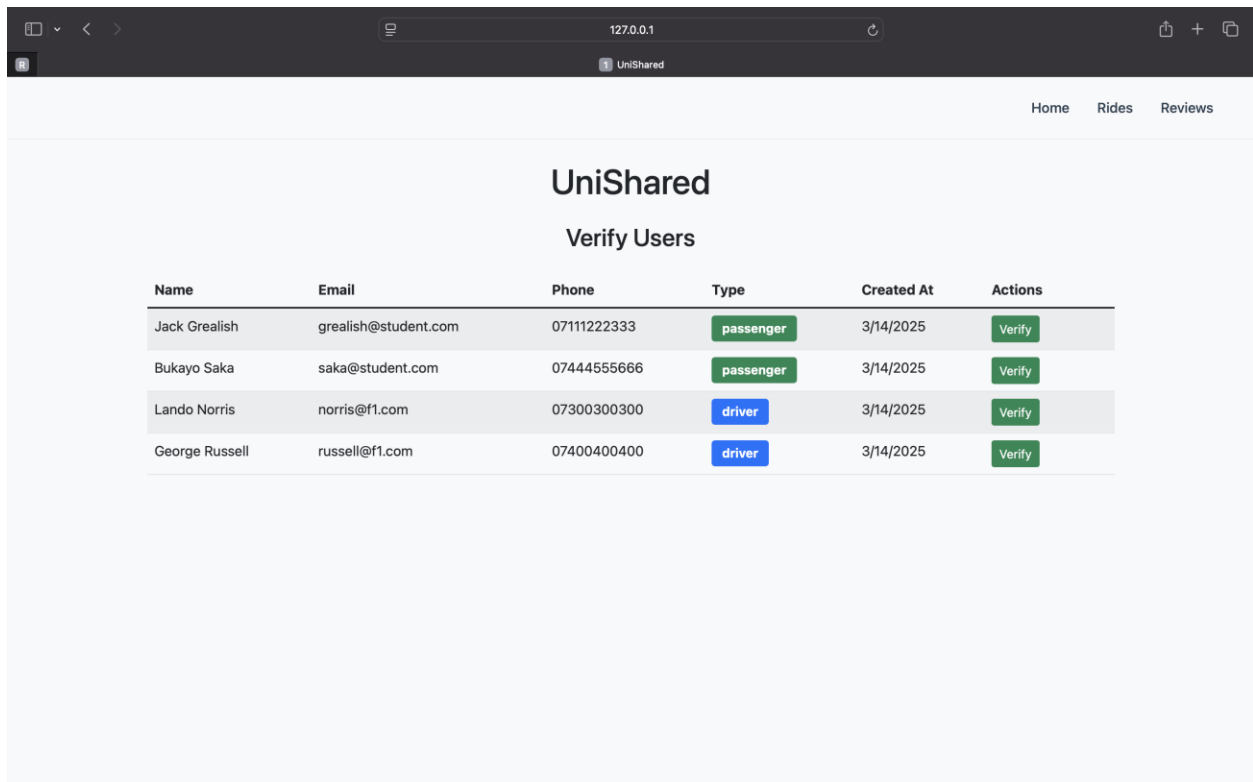 127.0.0.1
R
1 UniShared
Home Rides Reviews
UniShared
Verify Users
Name Email Phone Type Created At Actions
Jack Grealish grealish@student.com 07111222333 passenger 3/14/2025 Verify
Bukayo Saka saka@student.com 07444555666 passenger 3/14/2025 Verify
Lando Norris norris@f1.com 07300300300 driver 3/14/2025 Verify
George Russell russell@f1.com 07400400400 driver 3/14/2025 Verify